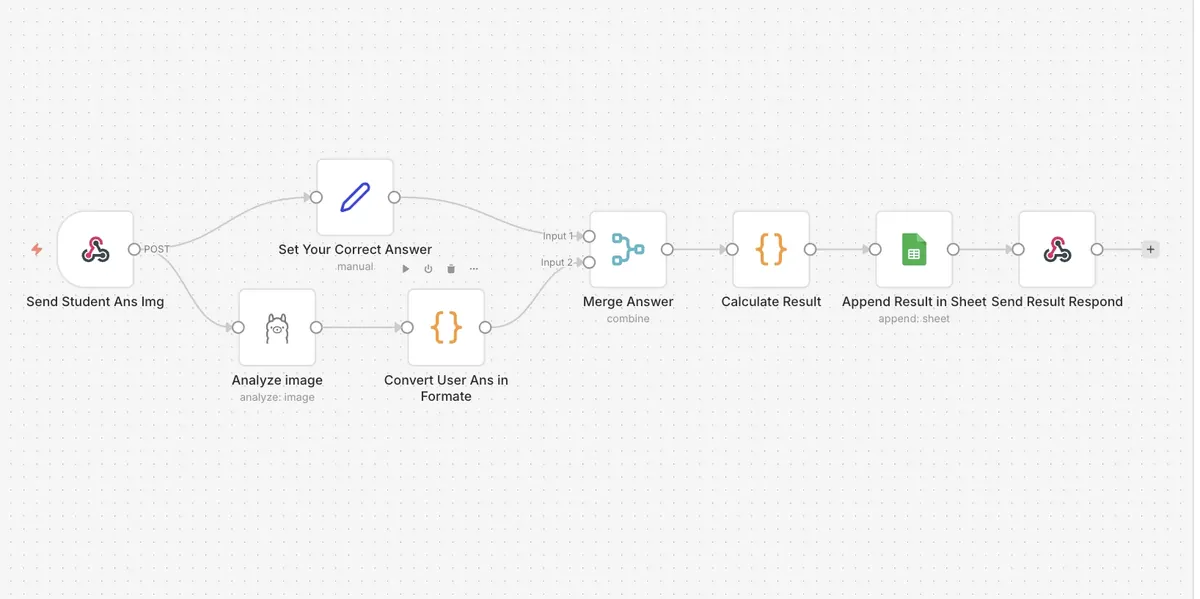 POST
Send Student Ans Img
Set Your Correct Answer
manual
...
Analyze image
analyze: image
Convert User Ans in
Formate
Input 1
Input 2
Merge Answer
combine
Calculate Result
Append Result in Sheet
append: sheet
Send Result Respond
+